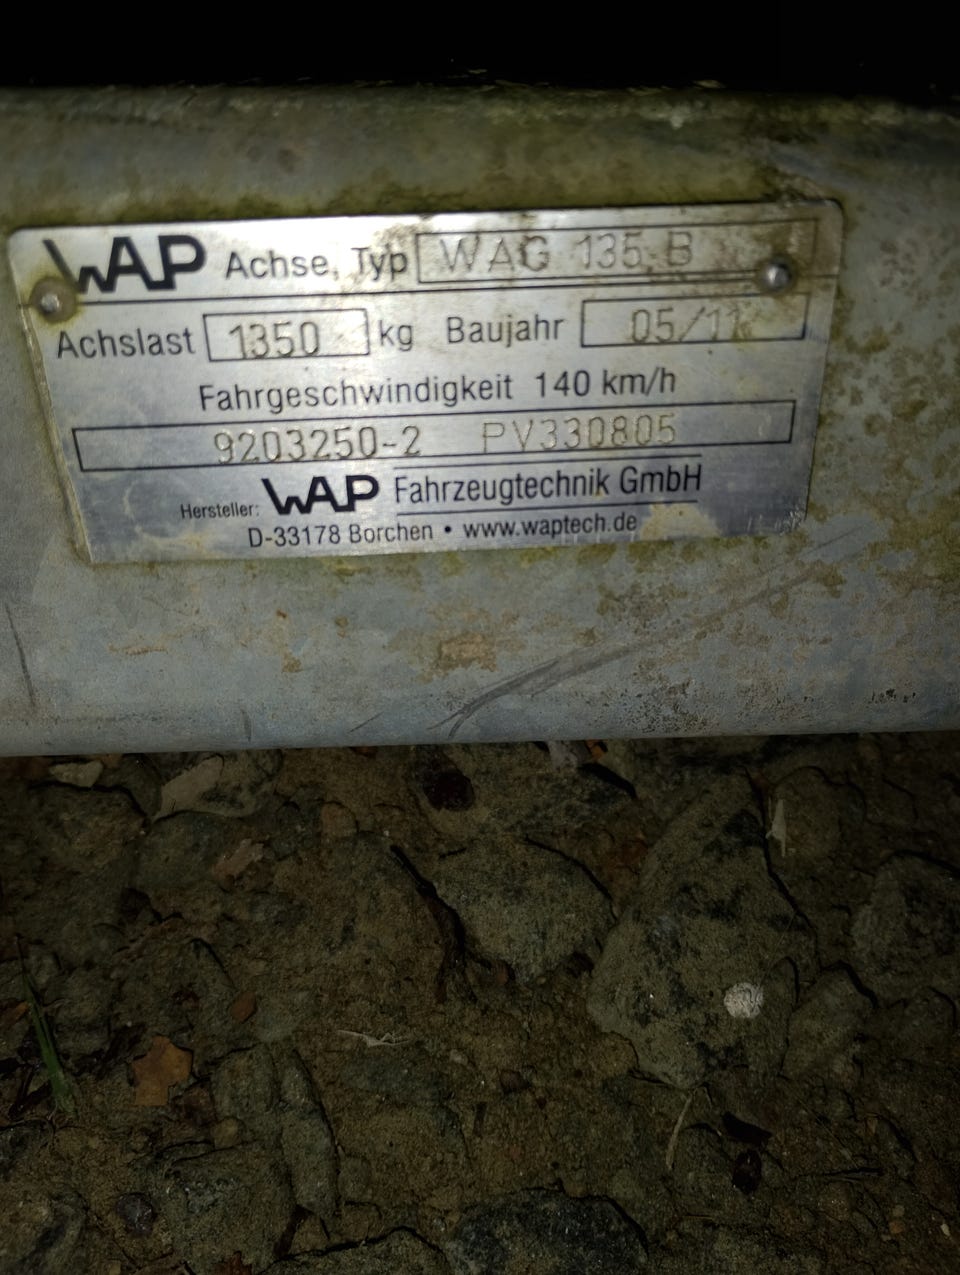 WAP Achse, Typ WAG 135 B
Achslast 1350 kg Baujahr 05/11
Fahrgeschwindigkeit 140 km/h
9203250-2 PV330805
Hersteller: WAP Fahrzeugtechnik GmbH
D-33178 Borchen • www.waptech.de